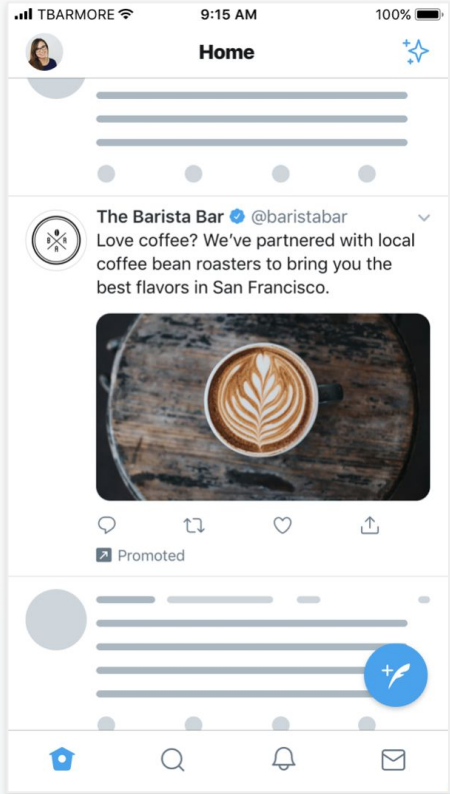 TBARMORE 9:15 AM 100%
Home
The Barista Bar @baristabar
Love coffee? We've partnered with local
coffee bean roasters to bring you the
best flavors in San Francisco.
Promoted